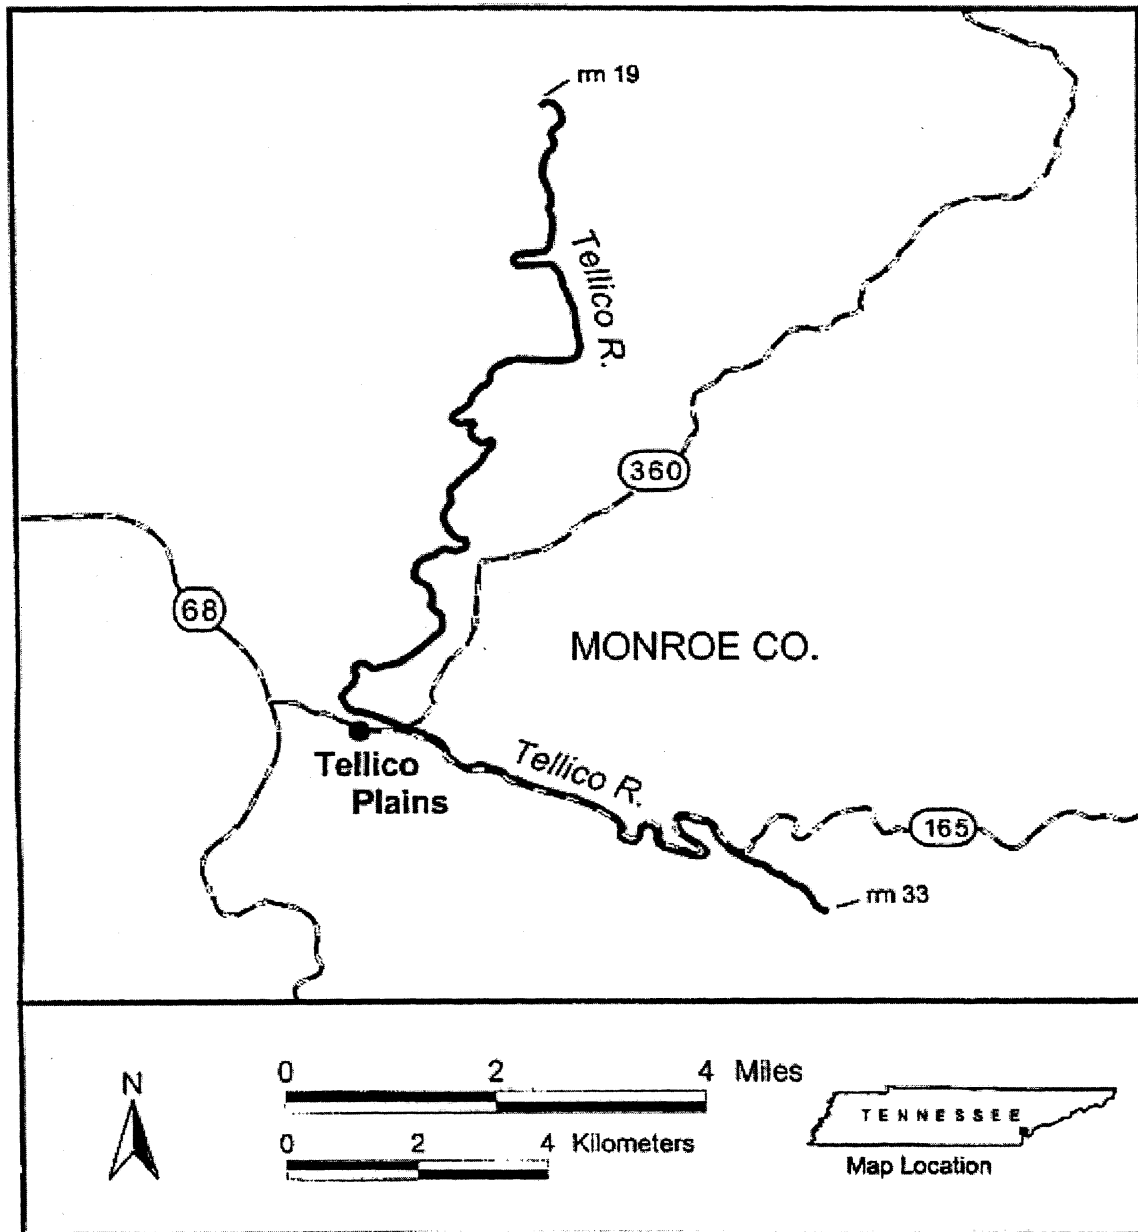 rm 19
Tellico R.
360
68
MONROE CO.
Tellico
Plains
Tellico R.
165
rm 33
N
0 2 4 Miles
0 2 4 Kilometers
TENNESSEE
Map Location